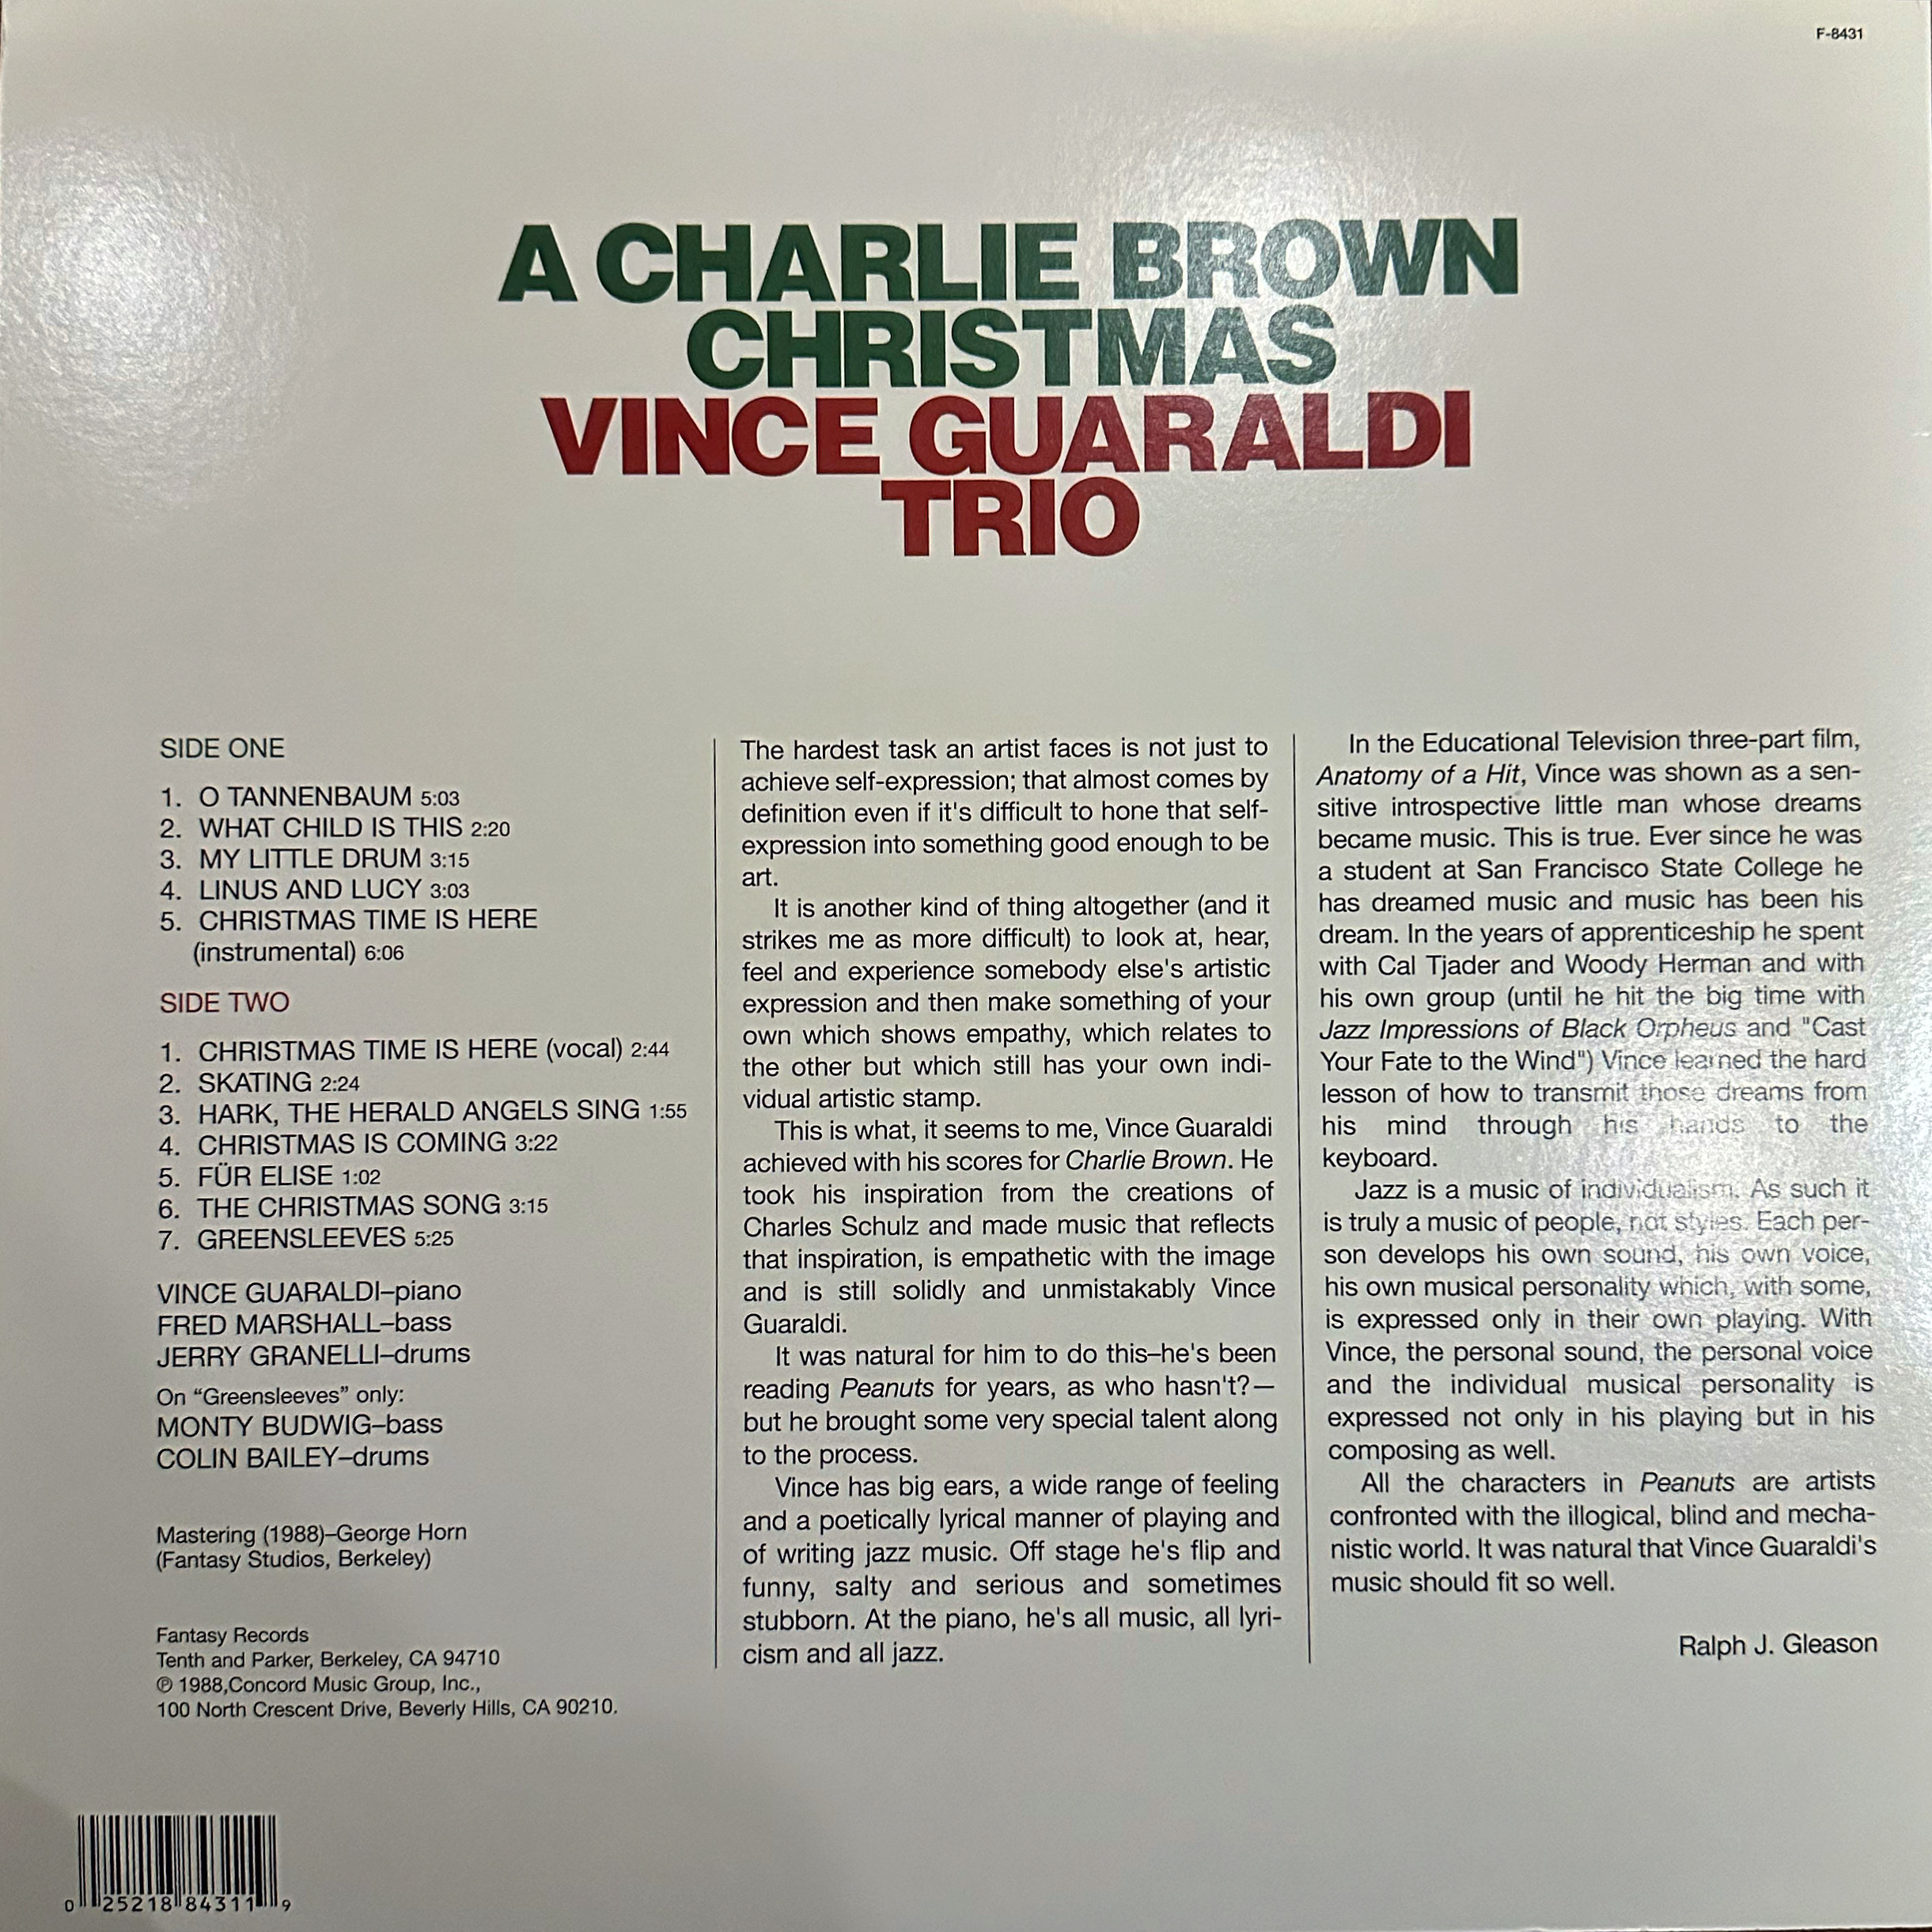 F-8431
A CHARLIE BROWN
CHRISTMAS
VINCE GUARALDI
TRIO
SIDE ONE
1. O TANNENBAUM 5:03
2. WHAT CHILD IS THIS 2:20
3. MY LITTLE DRUM 3:15
4. LINUS AND LUCY 3:03
5. CHRISTMAS TIME IS HERE
(instrumental) 6:06
SIDE TWO
1. CHRISTMAS TIME IS HERE (vocal) 2:44
2. SKATING 2:24
3. HARK, THE HERALD ANGELS SING 1:55
4. CHRISTMAS IS COMING 3:22
5. FÜR ELISE 1:02
6. THE CHRISTMAS SONG 3:15
7. GREENSLEEVES 5:25
VINCE GUARALDI–piano
FRED MARSHALL–bass
JERRY GRANELLI–drums
On “Greensleeves” only:
MONTY BUDWIG–bass
COLIN BAILEY–drums
Mastering (1988)–George Horn
(Fantasy Studios, Berkeley)
Fantasy Records
Tenth and Parker, Berkeley, CA 94710
℗ 1988,Concord Music Group, Inc.,
100 North Crescent Drive, Beverly Hills, CA 90210.
0 25218 84311 9
The hardest task an artist faces is not just to
achieve self-expression; that almost comes by
definition even if it's difficult to hone that self-
expression into something good enough to be
art.
It is another kind of thing altogether (and it
strikes me as more difficult) to look at, hear,
feel and experience somebody else's artistic
expression and then make something of your
own which shows empathy, which relates to
the other but which still has your own indi-
vidual artistic stamp.
This is what, it seems to me, Vince Guaraldi
achieved with his scores for Charlie Brown. He
took his inspiration from the creations of
Charles Schulz and made music that reflects
that inspiration, is empathetic with the image
and is still solidly and unmistakably Vince
Guaraldi.
It was natural for him to do this–he's been
reading Peanuts for years, as who hasn't?—
but he brought some very special talent along
to the process.
Vince has big ears, a wide range of feeling
and a poetically lyrical manner of playing and
of writing jazz music. Off stage he's flip and
funny, salty and serious and sometimes
stubborn. At the piano, he's all music, all lyri-
cism and all jazz.
In the Educational Television three-part film,
Anatomy of a Hit, Vince was shown as a sen-
sitive introspective little man whose dreams
became music. This is true. Ever since he was
a student at San Francisco State College he
has dreamed music and music has been his
dream. In the years of apprenticeship he spent
with Cal Tjader and Woody Herman and with
his own group (until he hit the big time with
Jazz Impressions of Black Orpheus and "Cast
Your Fate to the Wind") Vince learned the hard
lesson of how to transmit those dreams from
his mind through his hands to the
keyboard.
Jazz is a music of individualism. As such it
is truly a music of people, not styles. Each per-
son develops his own sound, his own voice,
his own musical personality which, with some,
is expressed only in their own playing. With
Vince, the personal sound, the personal voice
and the individual musical personality is
expressed not only in his playing but in his
composing as well.
All the characters in Peanuts are artists
confronted with the illogical, blind and mecha-
nistic world. It was natural that Vince Guaraldi's
music should fit so well.
Ralph J. Gleason